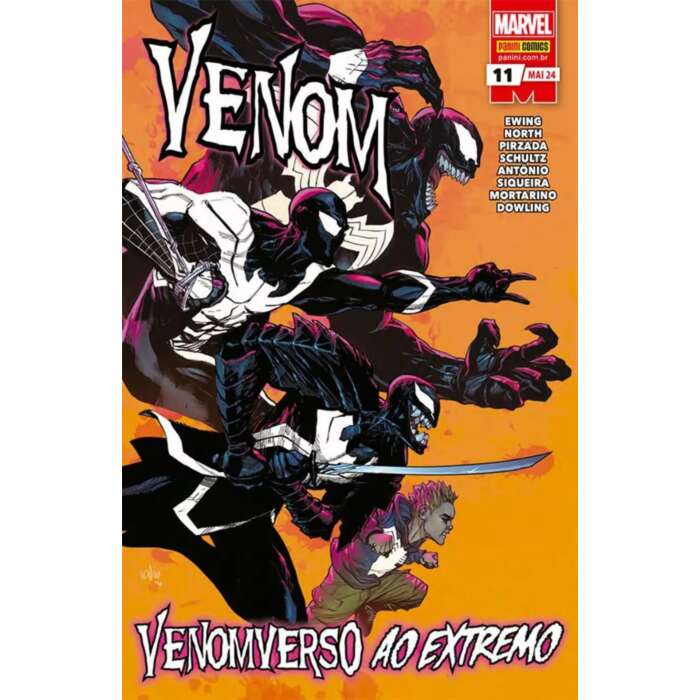 VENOM
MARVEL
PANINI COMICS
panini.com.br
11 MAI 24
EWING
NORTH
PIRZADA
SCHULTZ
ANTÔNIO
SIQUEIRA
MORTARINO
DOWLING
VENOMVERSO AO EXTREMO